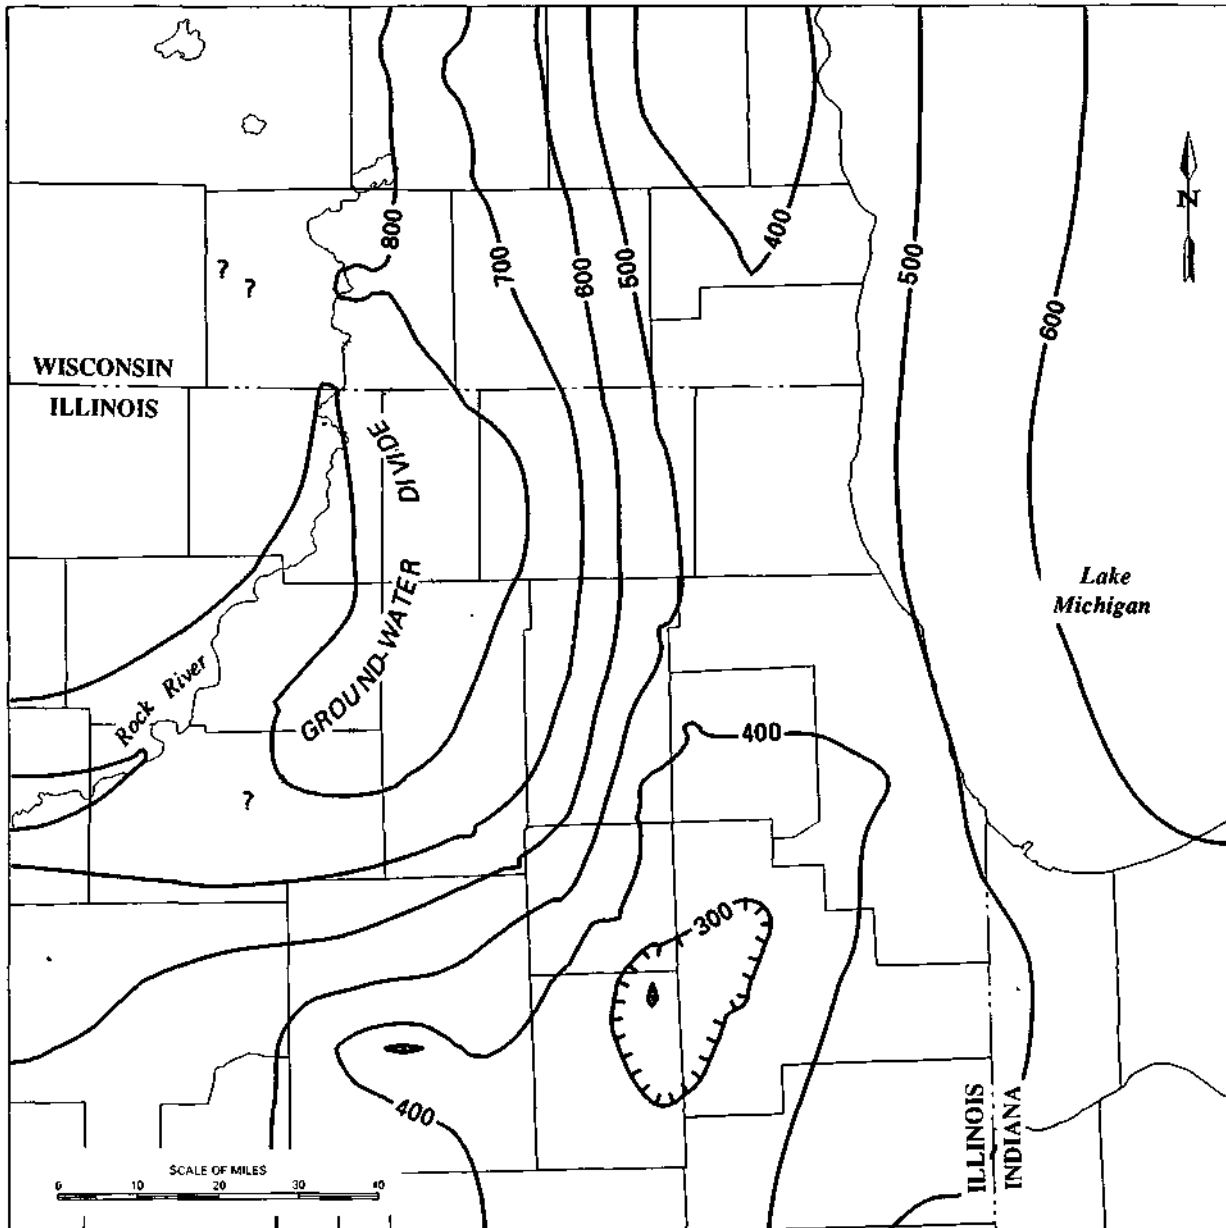 N
800
400
700
600
500
500
600
?
?
WISCONSIN
ILLINOIS
GROUND-WATER DIVIDE
Lake
Michigan
Rock River
400
?
300
400
ILLINOIS
INDIANA
SCALE OF MILES
0 10 20 30 40